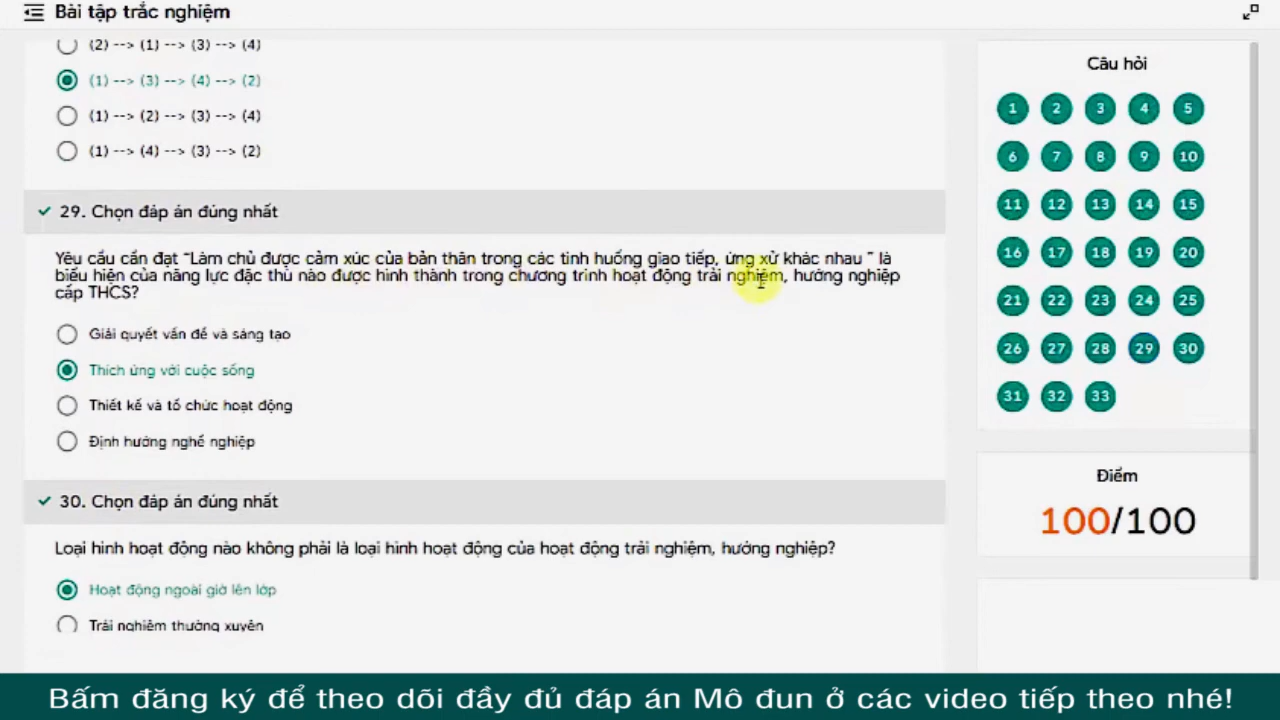 Bài tập trắc nghiệm
(2) --> (1) --> (3) --> (4)
(1) --> (3) --> (4) --> (2)
(1) --> (2) --> (3) --> (4)
(1) --> (4) --> (3) --> (2)
29. Chọn đáp án đúng nhất
Yêu cầu cần đạt “Làm chủ được cảm xúc của bản thân trong các tình huống giao tiếp, ứng xử khác nhau ” là
biểu hiện của năng lực đặc thù nào được hình thành trong chương trình hoạt động trải nghiệm, hướng nghiệp
cấp THCS?
Giải quyết vấn đề và sáng tạo
Thích ứng với cuộc sống
Thiết kế và tổ chức hoạt động
Định hướng nghề nghiệp
30. Chọn đáp án đúng nhất
Loại hình hoạt động nào không phải là loại hình hoạt động của hoạt động trải nghiệm, hướng nghiệp?
Hoạt động ngoài giờ lên lớp
Trải nghiệm thường xuyên
Câu hỏi
1 2 3 4 5
6 7 8 9 10
11 12 13 14 15
16 17 18 19 20
21 22 23 24 25
26 27 28 29 30
31 32 33
Điểm
100/100
Bấm đăng ký để theo dõi đầy đủ đáp án Mô đun ở các video tiếp theo nhé!